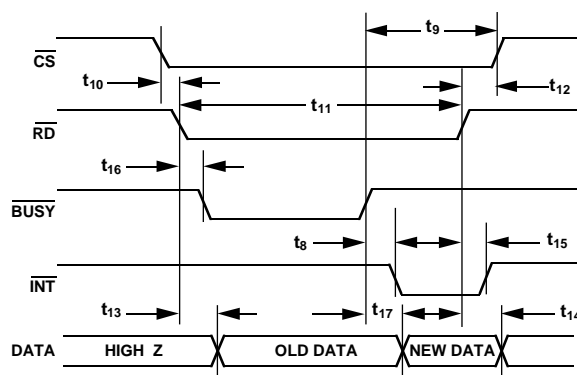 t9
CS
t10
t12
t11
RD
t16
BUSY
t8
t15
INT
t13
t17
t14
DATA
HIGH Z
OLD DATA
NEW DATA